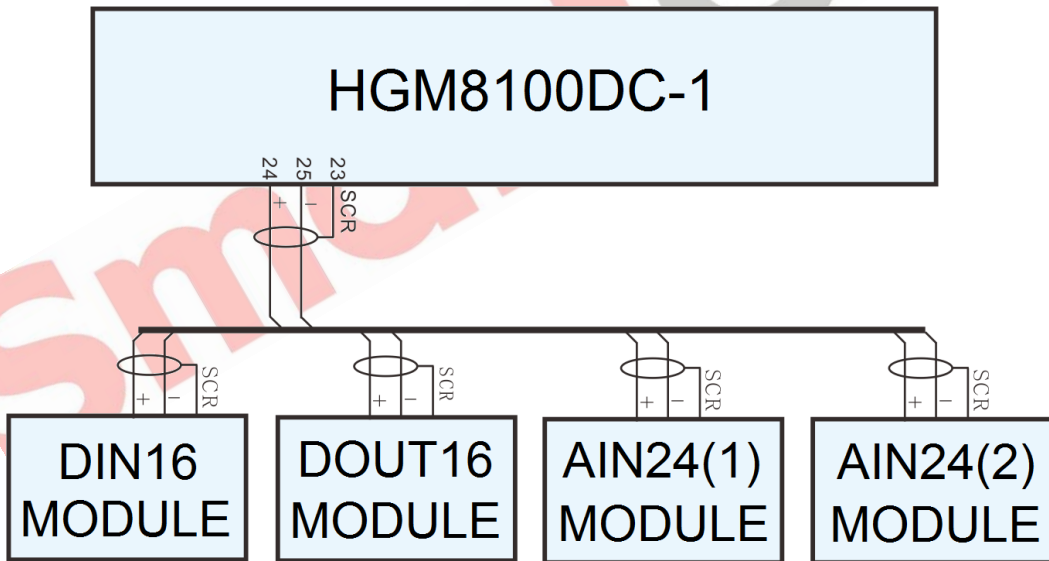 HGM8100DC-1
24 25 23
+ − SCR
+ − SCR
+ − SCR
+ − SCR
+ − SCR
DIN16
MODULE
DOUT16
MODULE
AIN24(1)
MODULE
AIN24(2)
MODULE